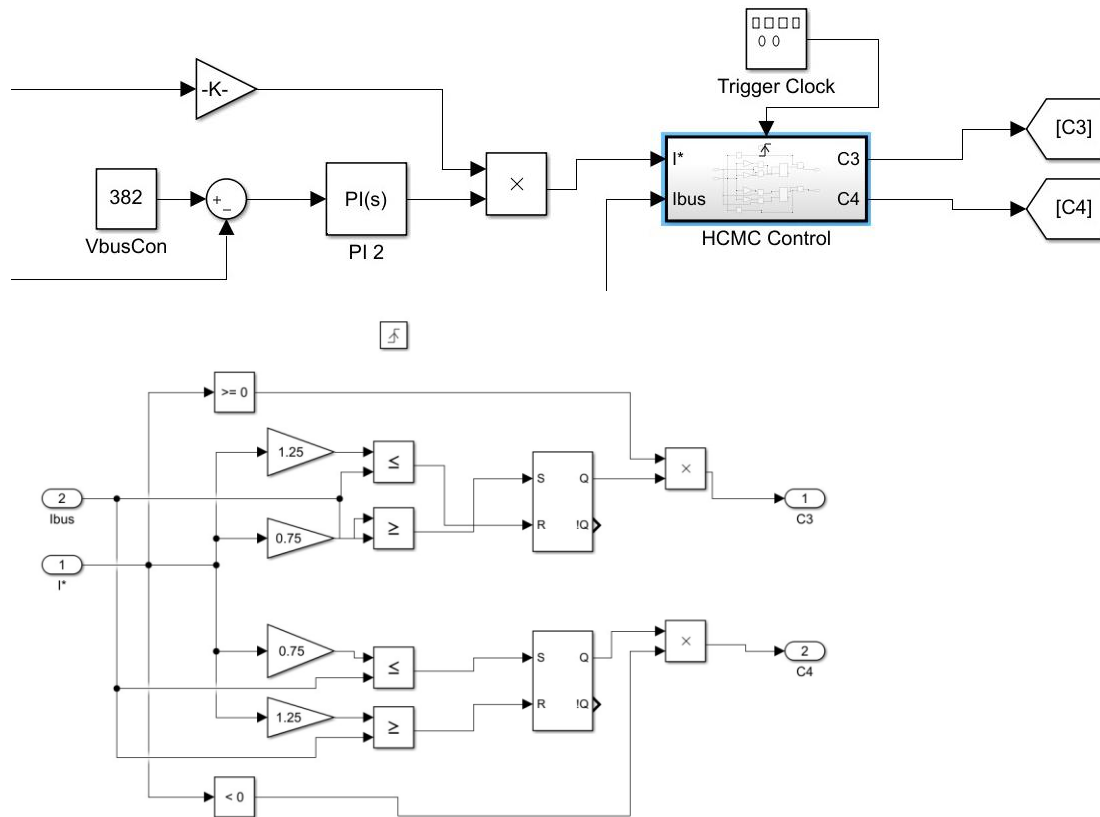 -K-
Trigger Clock
382
+
−
PI(s)
×
VbusCon
PI 2
I*
Ibus
C3
C4
HCMC Control
[C3]
[C4]
>= 0
1.25
≤
2
Ibus
0.75
≥
S
Q
R
!Q
×
1
C3
1
I*
0.75
≤
1.25
≥
S
Q
R
!Q
×
2
C4
< 0